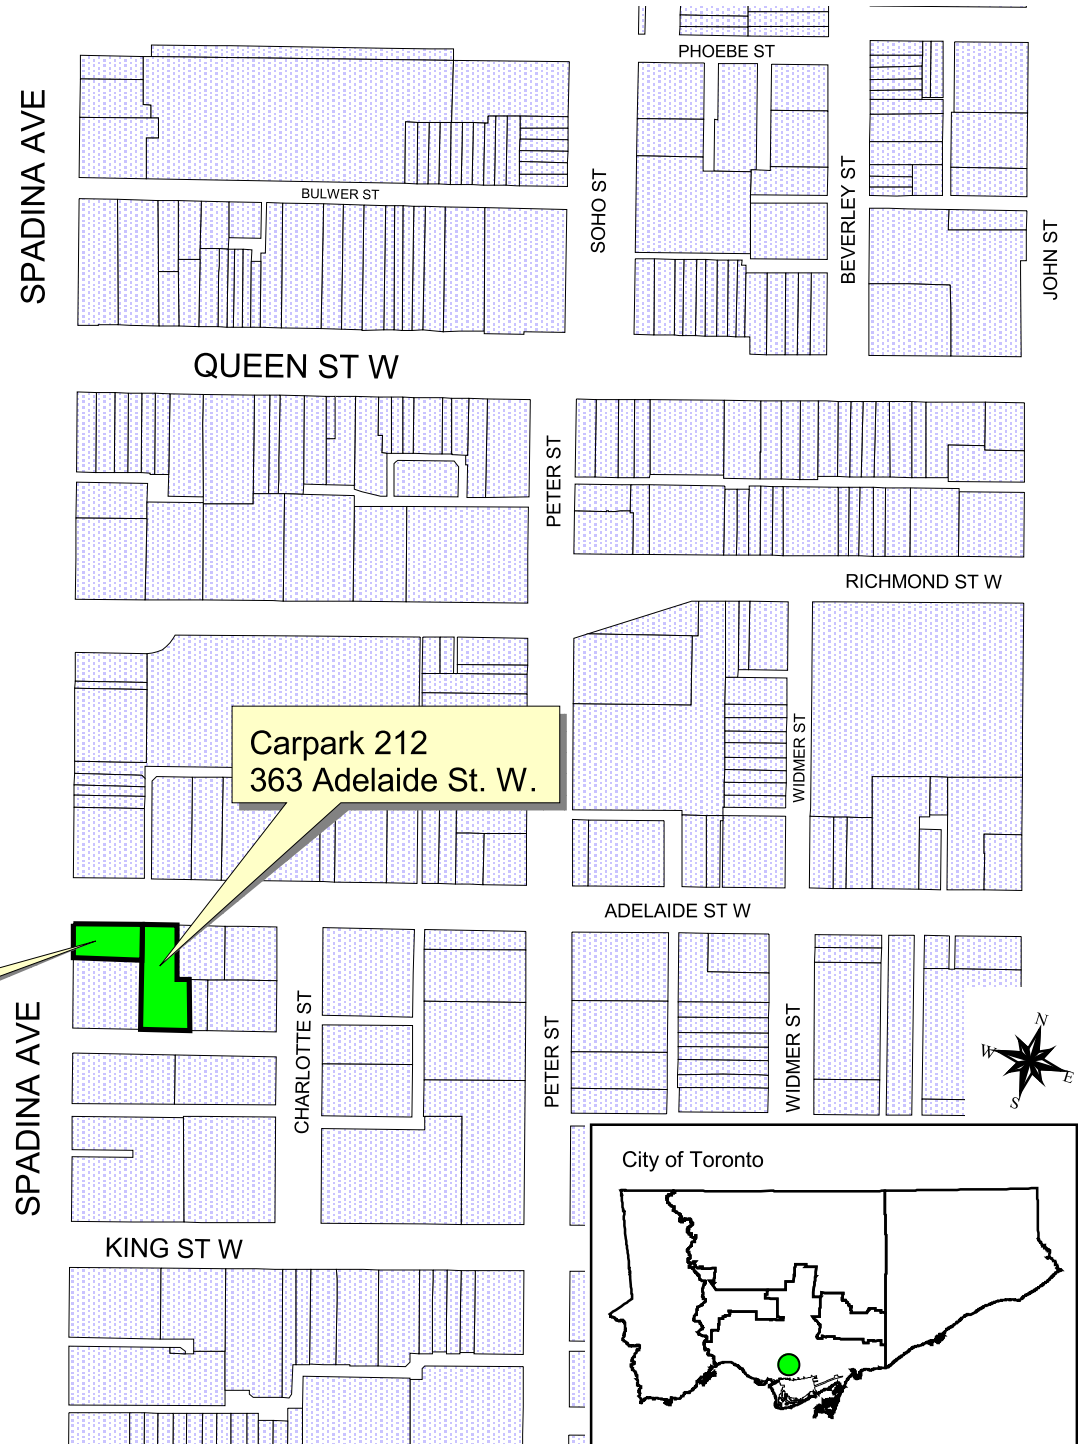 PHOEBE ST
SPADINA AVE
BULWER ST
SOHO ST
BEVERLEY ST
JOHN ST
QUEEN ST W
PETER ST
RICHMOND ST W
Carpark 212
363 Adelaide St. W.
WIDMER ST
ADELAIDE ST W
SPADINA AVE
CHARLOTTE ST
PETER ST
WIDMER ST
N
W
E
S
City of Toronto
KING ST W